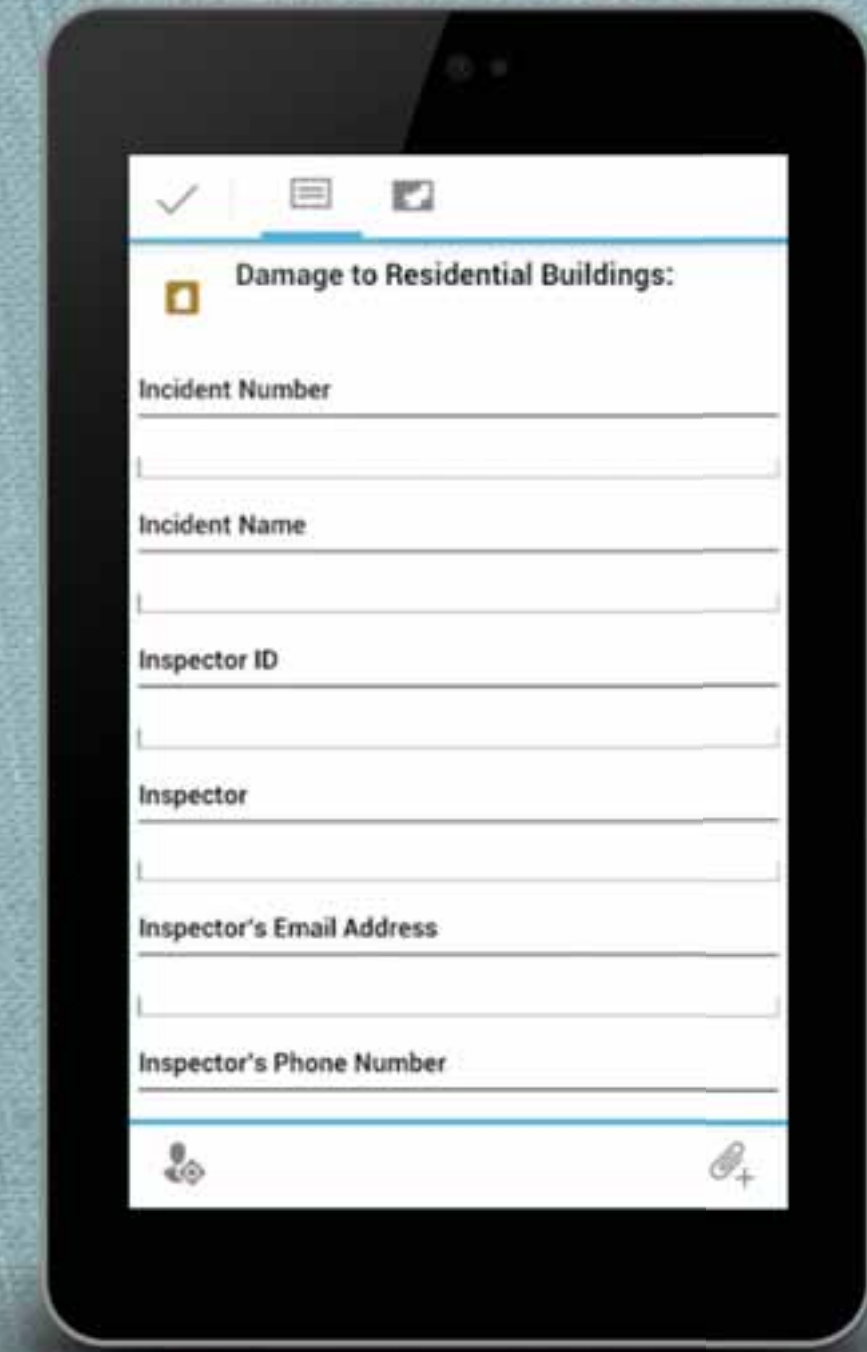 Damage to Residential Buildings:
Incident Number
Incident Name
Inspector ID
Inspector
Inspector's Email Address
Inspector's Phone Number